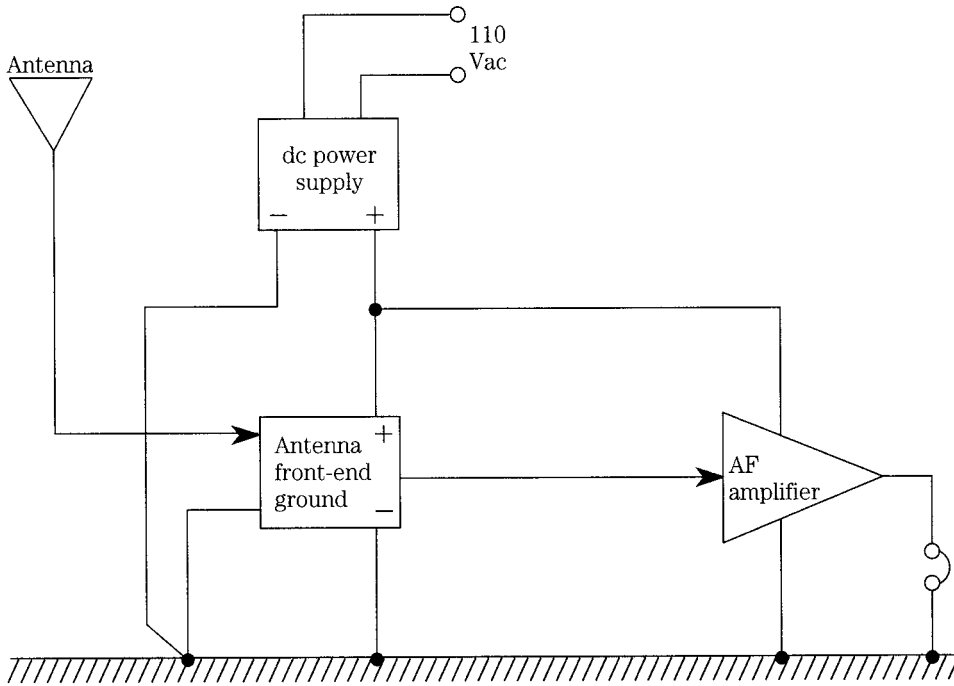 110
Vac
Antenna
dc power
supply
− +
Antenna +
front-end
ground −
AF
amplifier